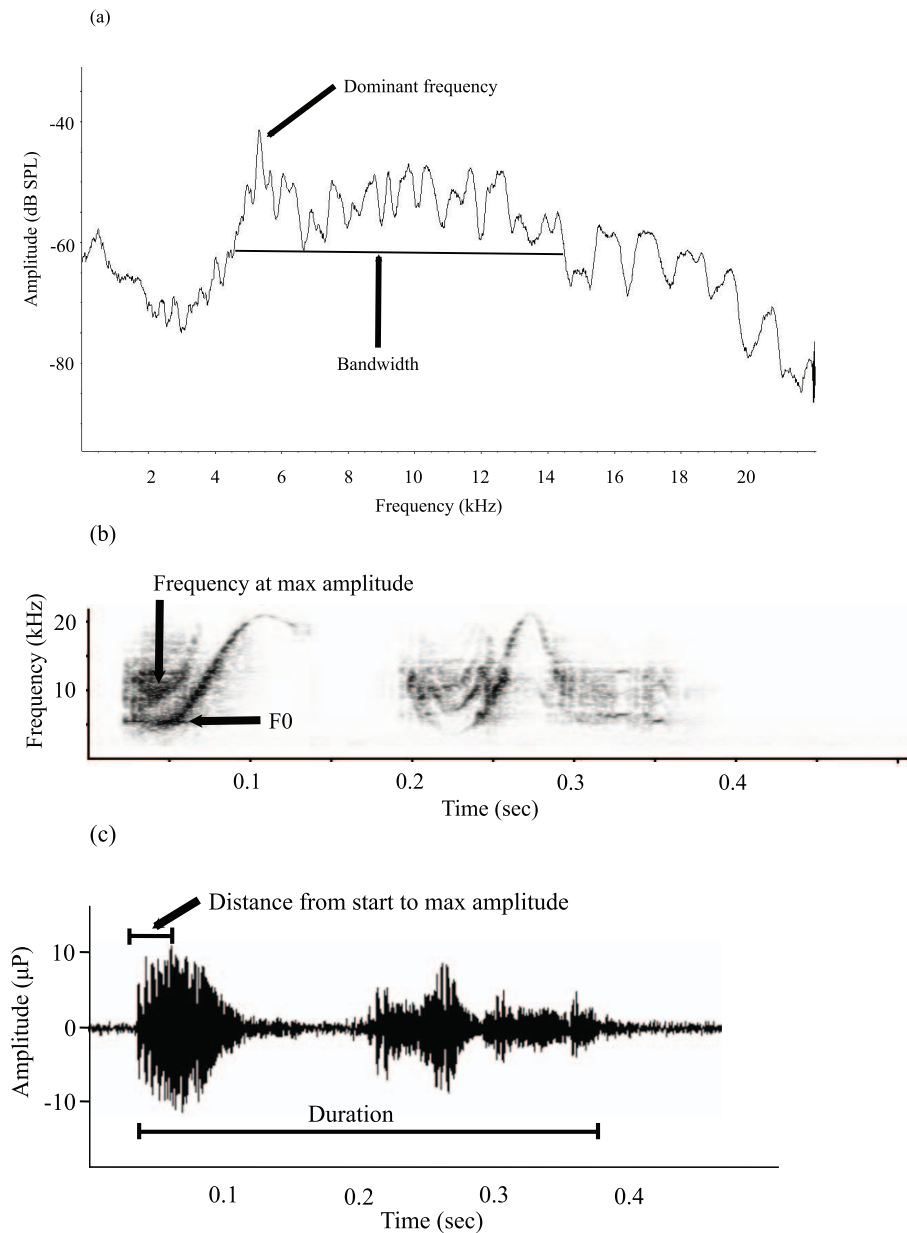 (a)
Dominant frequency
-40
-60
-80
Amplitude (dB SPL)
Bandwidth
2 4 6 8 10 12 14 16 18 20
Frequency (kHz)
(b)
Frequency at max amplitude
20
10
Frequency (kHz)
F0
0.1 0.2 0.3 0.4
Time (sec)
(c)
Distance from start to max amplitude
10
0
-10
Amplitude (μP)
Duration
0.1 0.2 0.3 0.4
Time (sec)